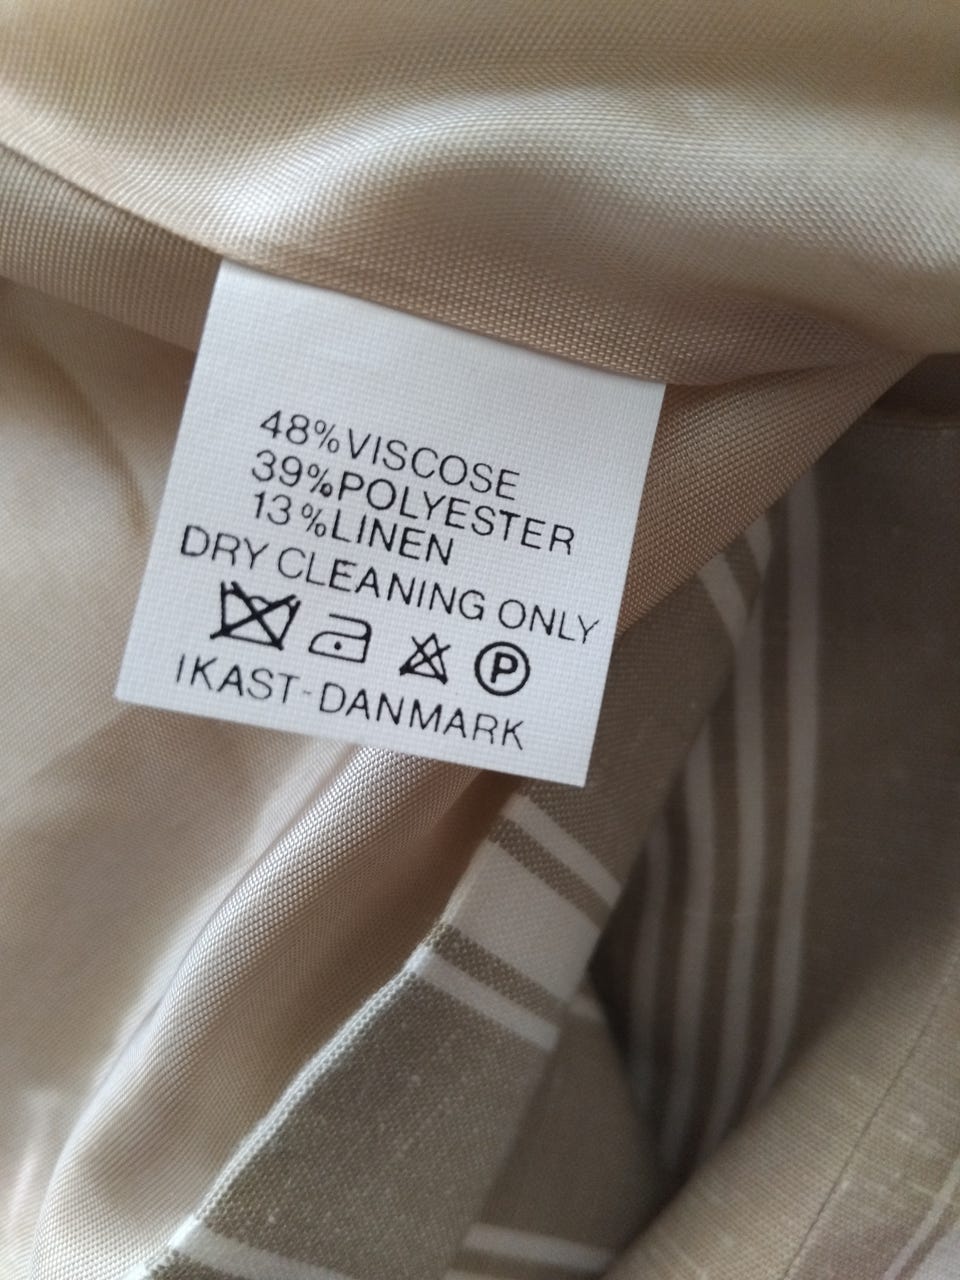 48%VISCOSE
39%POLYESTER
13%LINEN
DRY CLEANING ONLY
P
IKAST-DANMARK